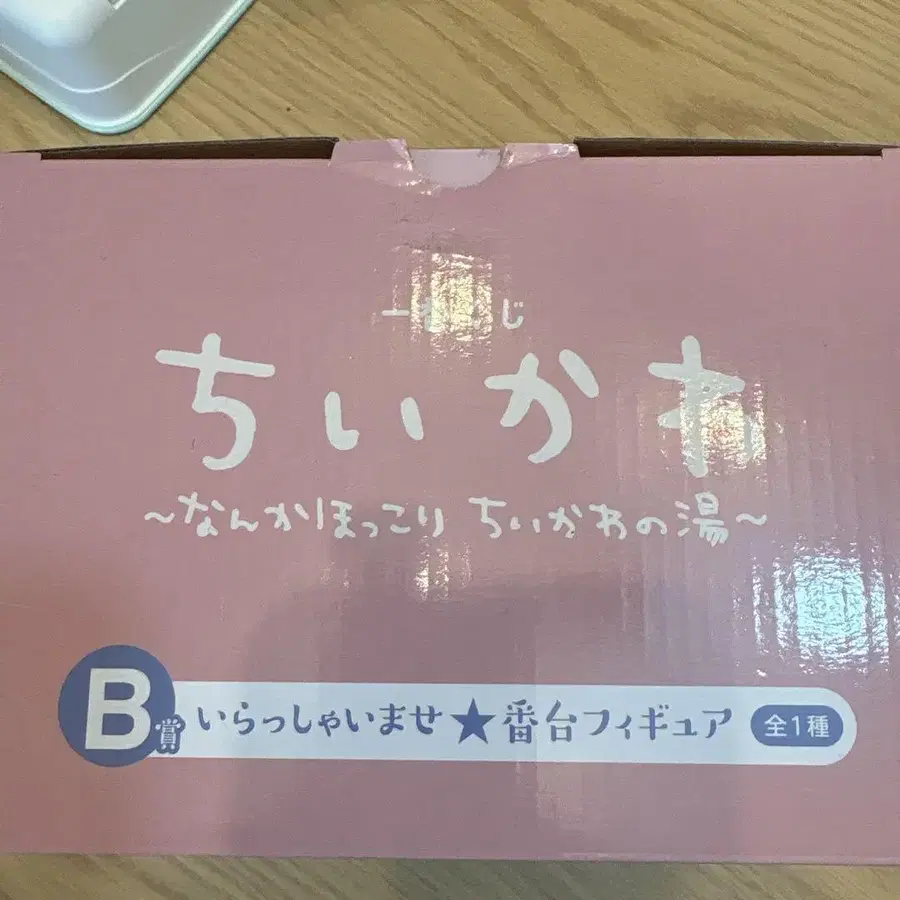 一番くじ
ちいかわ
~なんかほっこり ちいかわの湯~
B賞 いらっしゃいませ★番台フィギュア 全1種